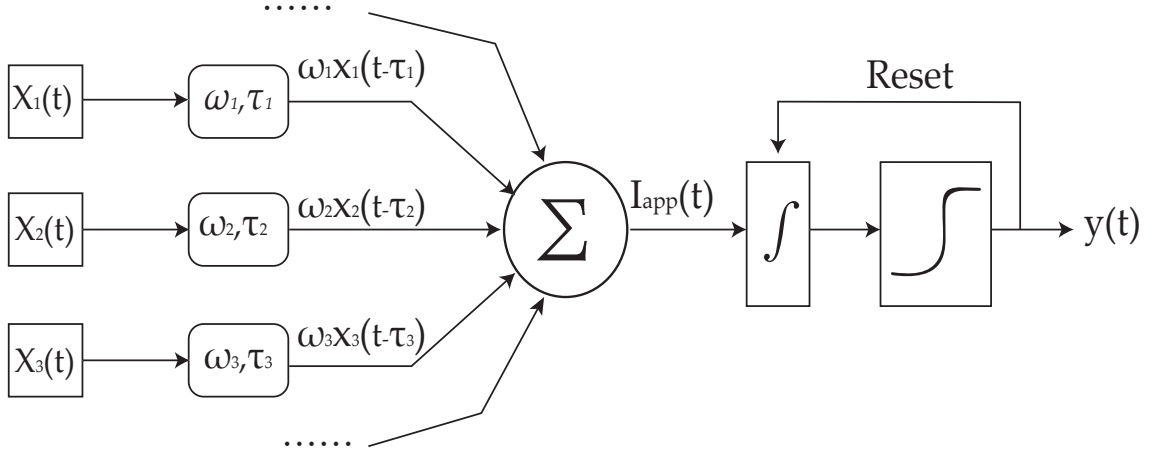 ......
X₁(t)
ω₁,τ₁
ω₁x₁(t-τ₁)
Reset
X₂(t)
ω₂,τ₂
ω₂x₂(t-τ₂)
Σ
Iapp(t)
∫
y(t)
X₃(t)
ω₃,τ₃
ω₃x₃(t-τ₃)
......